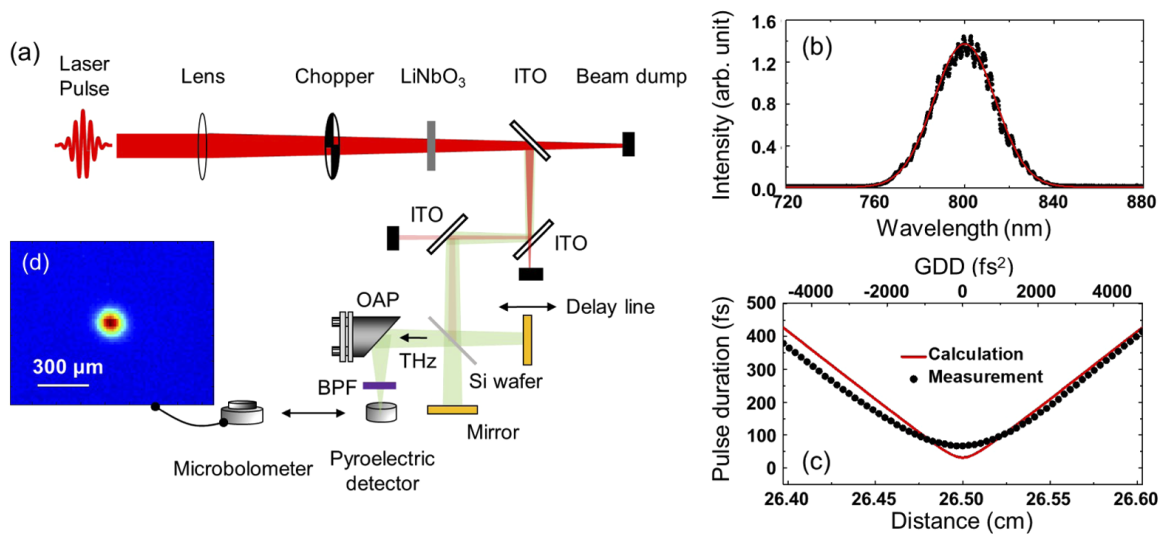 (a)
Laser
Pulse
Lens
Chopper
LiNbO₃
ITO
Beam dump
ITO
ITO
OAP
Delay line
THz
Si wafer
BPF
Mirror
Microbolometer
Pyroelectric
detector
(d)
300 µm
(b)
Intensity (arb. unit)
1.6
1.2
0.8
0.4
0.0
720 760 800 840 880
Wavelength (nm)
GDD (fs²)
-4000 -2000 0 2000 4000
Pulse duration (fs)
500
400
300
200
100
0
Calculation
Measurement
(c)
26.40 26.45 26.50 26.55 26.60
Distance (cm)